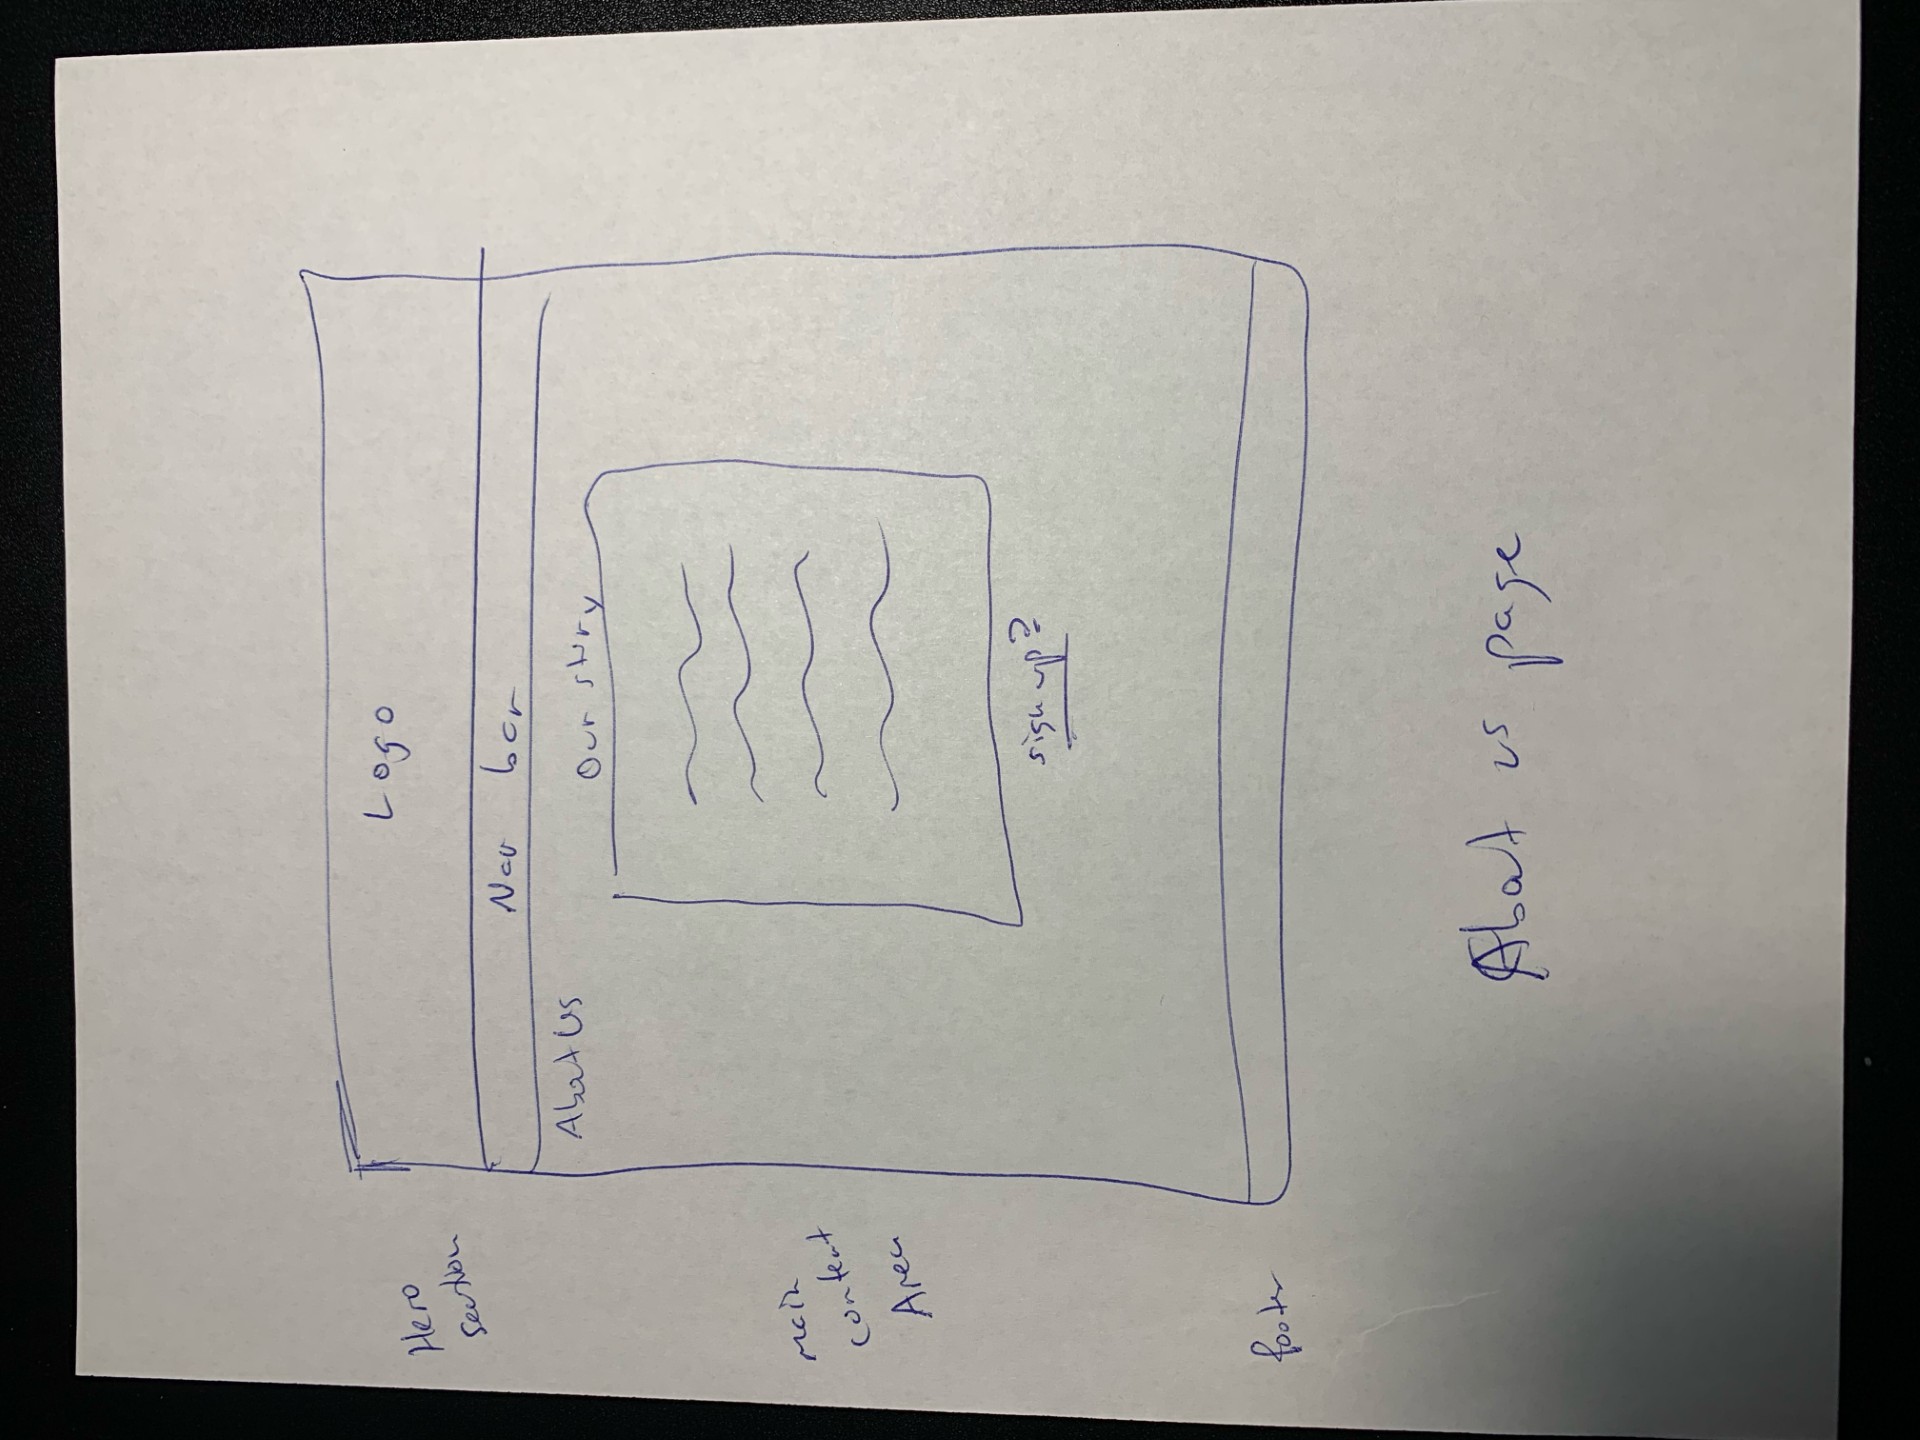 Logo
Hero
section
Nav bar
About Us
Our story
main
content
Area
sign up?
footer
About us page